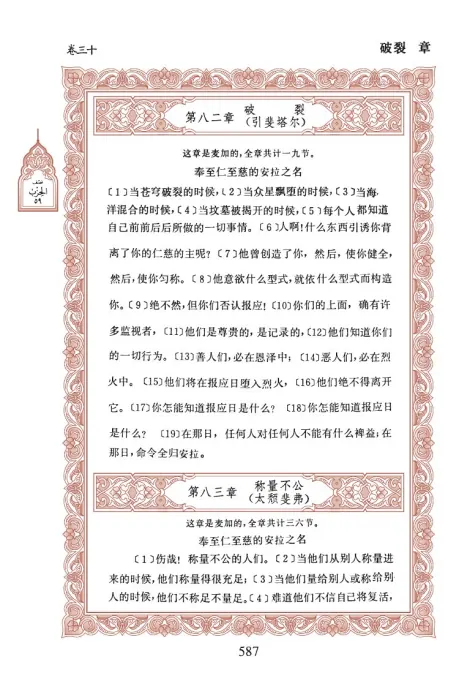 卷三十
破裂 章
第八二章 破 裂
(引斐塔尔)
نصف
الحزب
٥٩
这章是麦加的,全章共计一九节。
奉至仁至慈的安拉之名
〔1〕当苍穹破裂的时候,〔2〕当众星飘堕的时候,〔3〕当海
洋混合的时候,〔4〕当坟墓被揭开的时候,〔5〕每个人都知道
自己前前后后所做的一切事情。〔6〕人啊!什么东西引诱你背
离了你的仁慈的主呢?〔7〕他曾创造了你,然后,使你健全,
然后,使你匀称。〔8〕他意欲什么型式,就依什么型式而构造
你。〔9〕绝不然,但你们否认报应!〔10〕你们的上面,确有许
多监视者,〔11〕他们是尊贵的,是记录的,〔12〕他们知道你们
的一切行为。〔13〕善人们,必在恩泽中;〔14〕恶人们,必在烈
火中。〔15〕他们将在报应日堕入烈火,〔16〕他们绝不得离开
它。〔17〕你怎能知道报应日是什么?〔18〕你怎能知道报应日
是什么?〔19〕在那日,任何人对任何人不能有什么裨益;在
那日,命令全归安拉。
第八三章 称量不公
(太颓斐弗)
这章是麦加的,全章共计三六节。
奉至仁至慈的安拉之名
〔1〕伤哉!称量不公的人们。〔2〕当他们从别人称量进
来的时候,他们称量得很充足;〔3〕当他们量给别人或称给别
人的时候,他们不称足不量足。〔4〕难道他们不信自己将复活,
587